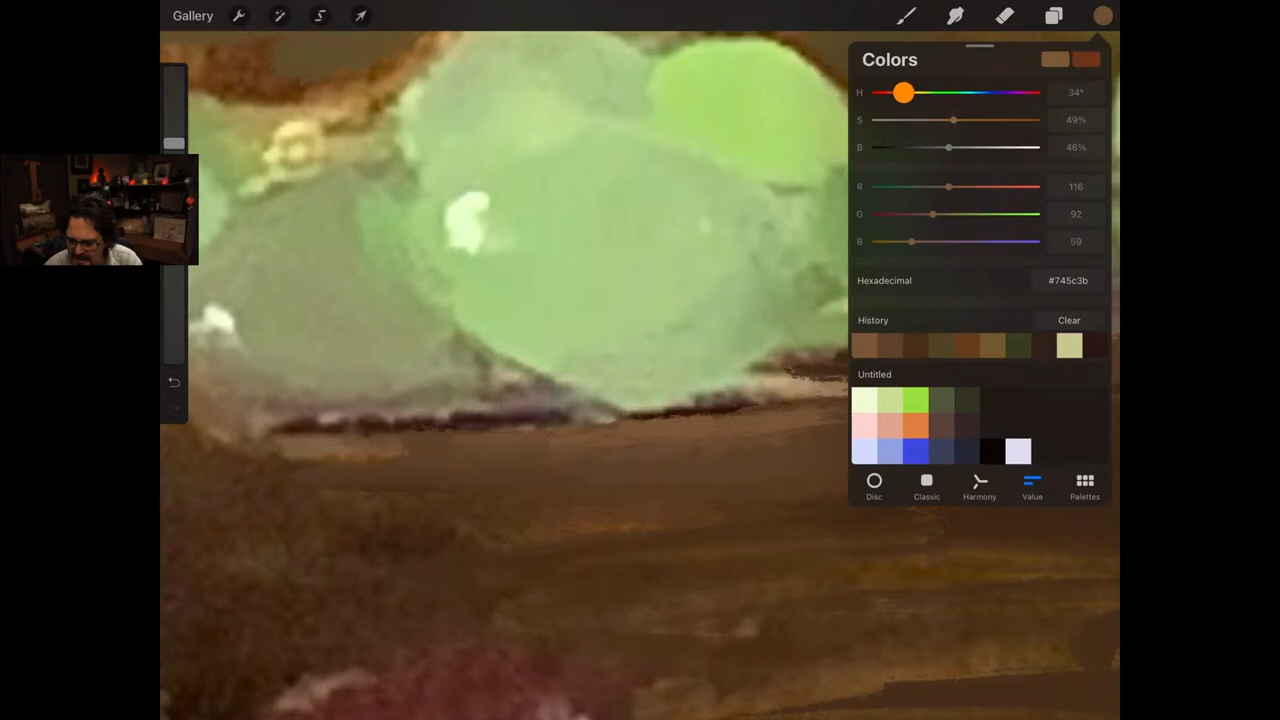 Gallery
Colors
H 34°
S 49%
B 46%
R 116
G 92
B 59
Hexadecimal #745c3b
History Clear
Untitled
Disc Classic Harmony Value Palettes